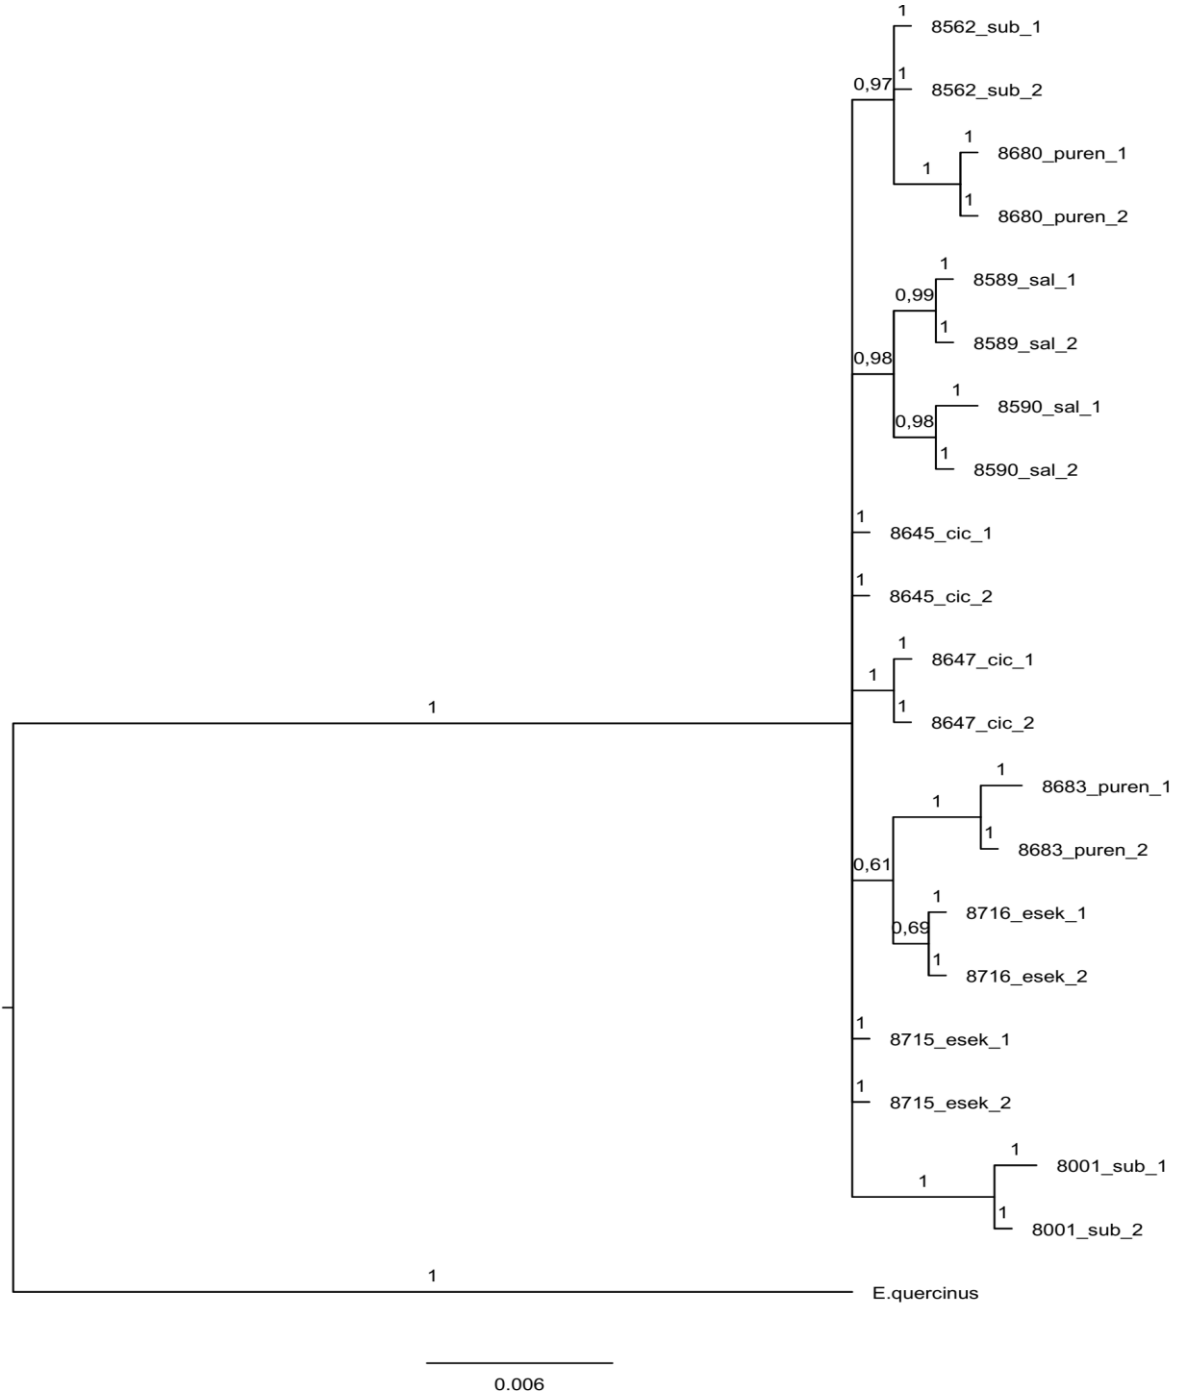 1
8562_sub_1
0,97
1
8562_sub_2
1
8680_puren_1
1
1
8680_puren_2
1
8589_sal_1
0,99
1
8589_sal_2
0,98
1
8590_sal_1
0,98
1
8590_sal_2
1
8645_cic_1
1
8645_cic_2
1
8647_cic_1
1
1
8647_cic_2
1
1
8683_puren_1
1
1
8683_puren_2
0,61
1
8716_esek_1
0,69
1
8716_esek_2
1
8715_esek_1
1
8715_esek_2
1
8001_sub_1
1
1
8001_sub_2
1
E.quercinus
0.006